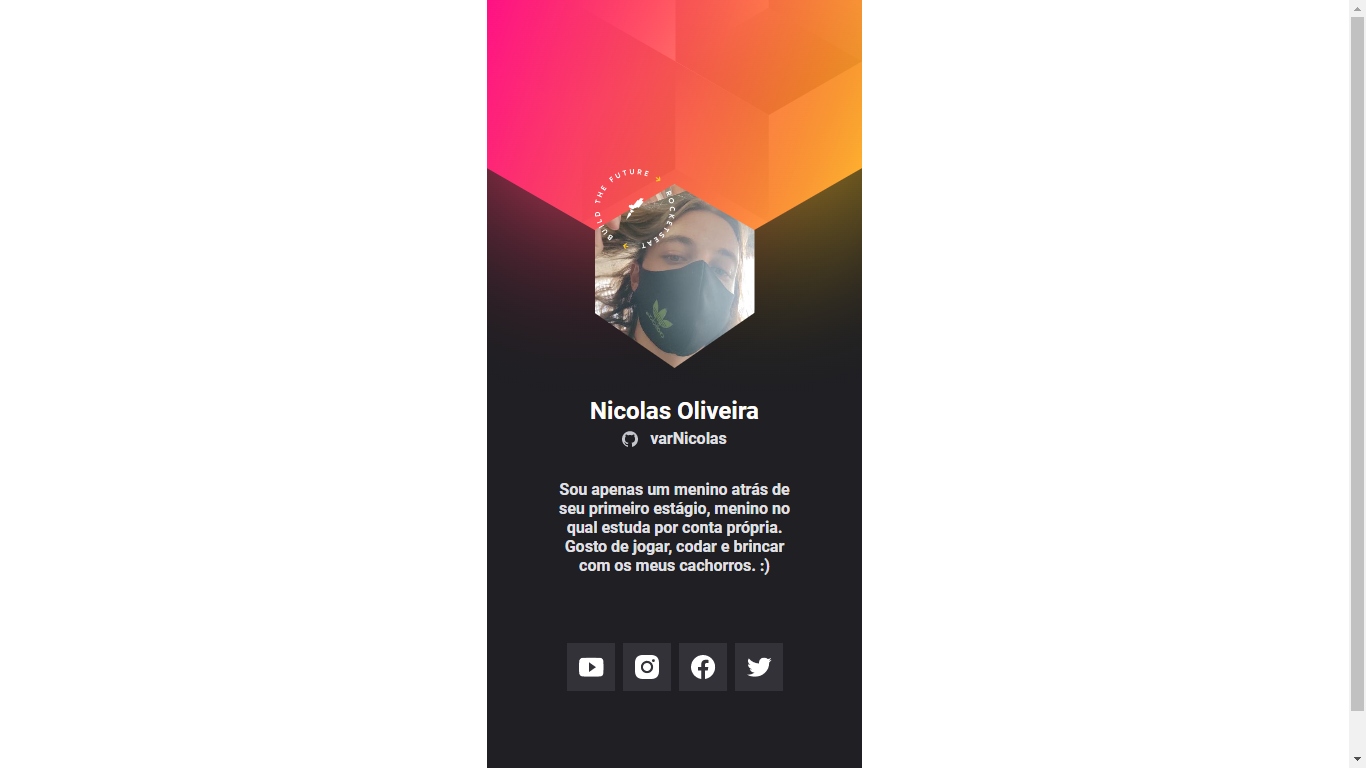 BUILD THE FUTURE → ROCKETSEAT →
Nicolas Oliveira
varNicolas
Sou apenas um menino atrás de
seu primeiro estágio, menino no
qual estuda por conta própria.
Gosto de jogar, codar e brincar
com os meus cachorros. :)